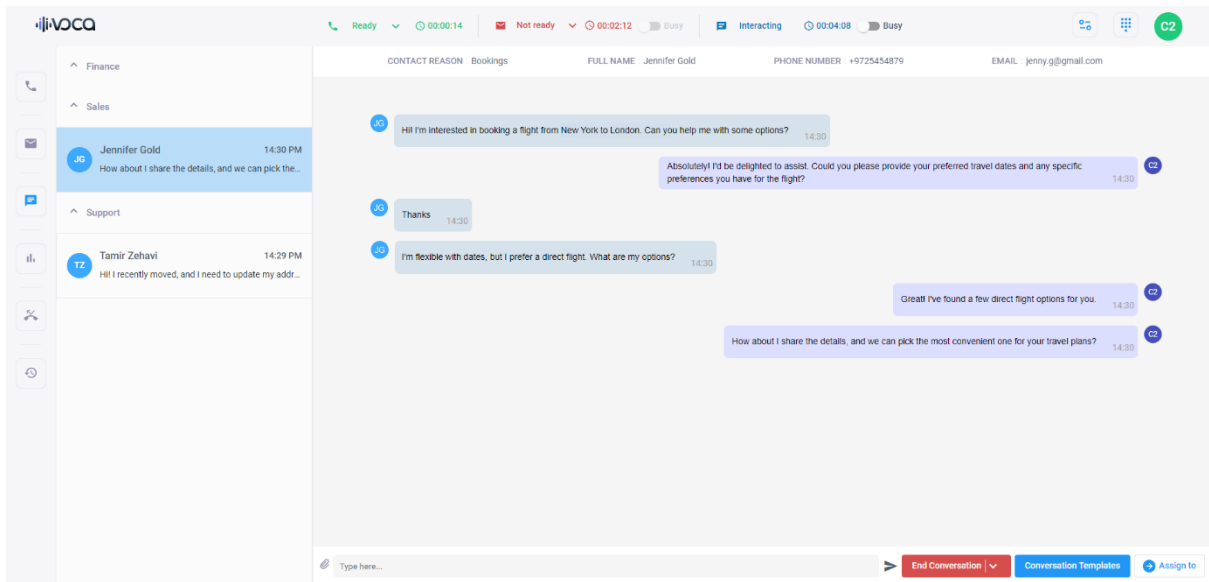 voca
Ready 00:00:14 Not ready 00:02:12 Busy Interacting 00:04:08 Busy C2
Finance
Sales
JG Jennifer Gold 14:30 PM
How about I share the details, and we can pick the...
Support
TZ Tamir Zehavi 14:29 PM
Hi! I recently moved, and I need to update my addr...
CONTACT REASON Bookings FULL NAME Jennifer Gold PHONE NUMBER +9725454879 EMAIL jenny.g@gmail.com
JG Hi! I'm interested in booking a flight from New York to London. Can you help me with some options? 14:30
Absolutely! I'd be delighted to assist. Could you please provide your preferred travel dates and any specific C2
preferences you have for the flight? 14:30
JG Thanks 14:30
JG I'm flexible with dates, but I prefer a direct flight. What are my options? 14:30
Great! I've found a few direct flight options for you. 14:30 C2
How about I share the details, and we can pick the most convenient one for your travel plans? 14:30 C2
Type here... End Conversation Conversation Templates Assign to